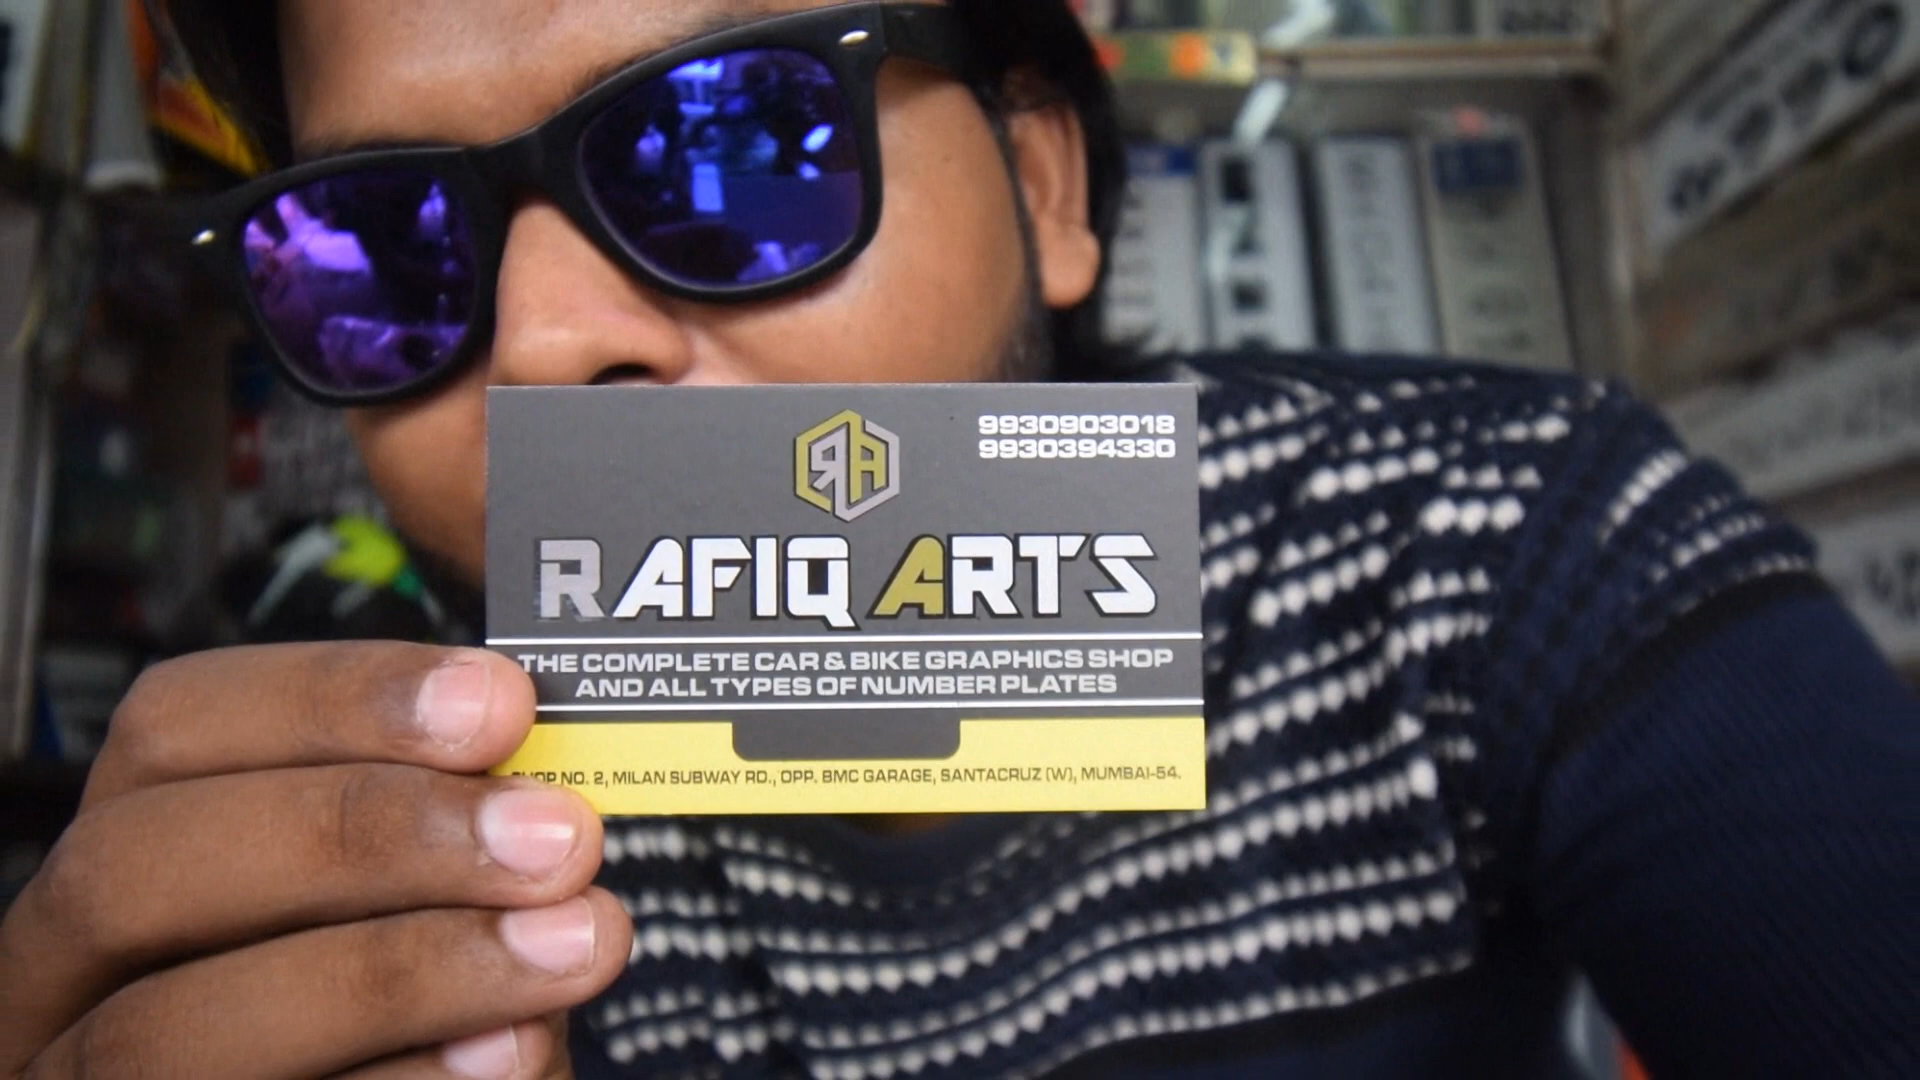 9930903018
9930394330
RA
RAFIQ ARTS
THE COMPLETE CAR & BIKE GRAPHICS SHOP
AND ALL TYPES OF NUMBER PLATES
SHOP NO. 2, MILAN SUBWAY RD., OPP. BMC GARAGE, SANTACRUZ (W), MUMBAI-54.